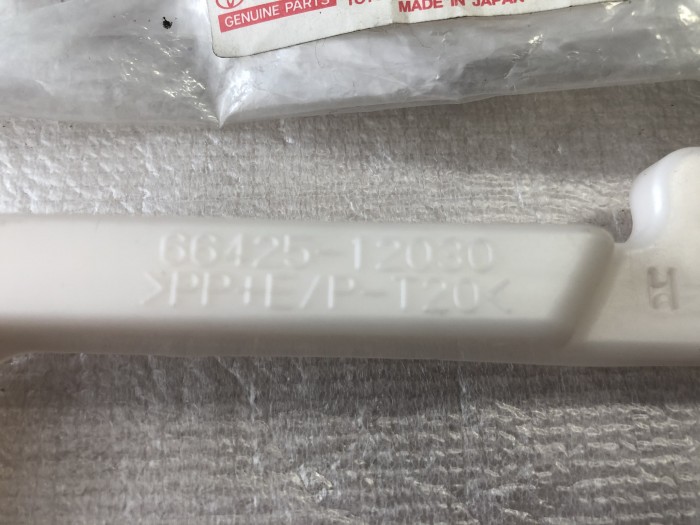 GENUINE PARTS
MADE IN JAPAN
66425-12030
>PP+E/P-T20<
H